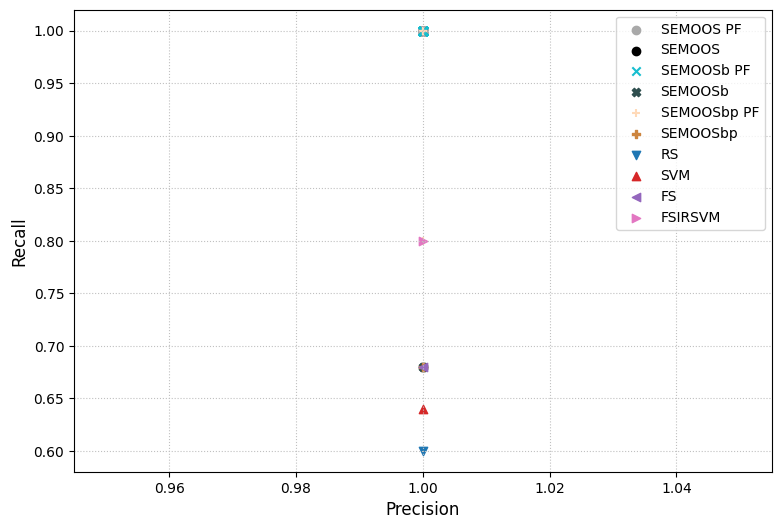 1.00
0.95
0.90
0.85
0.80
0.75
0.70
0.65
0.60
Recall
SEMOOS PF
SEMOOS
SEMOOSb PF
SEMOOSb
SEMOOSbp PF
SEMOOSbp
RS
SVM
FS
FSIRSVM
0.96 0.98 1.00 1.02 1.04
Precision